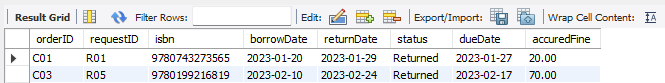 Result Grid Filter Rows: Edit: Export/Import: Wrap Cell Content:
orderID requestID isbn borrowDate returnDate status dueDate accuredFine
C01 R01 9780743273565 2023-01-20 2023-01-29 Returned 2023-01-27 20.00
C03 R05 9780199216819 2023-02-10 2023-02-24 Returned 2023-02-17 70.00